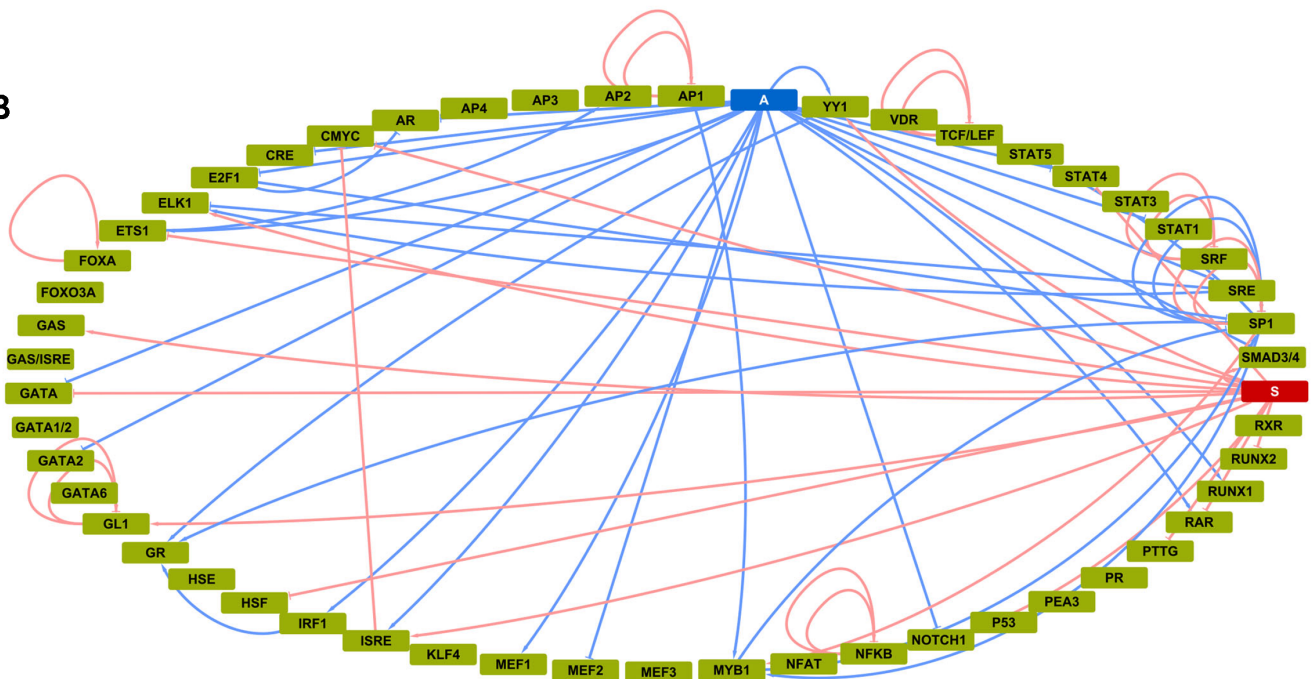 B
AP1
A
AP2
AP3
YY1
AP4
VDR
AR
TCF/LEF
CMYC
STAT5
CRE
STAT4
E2F1
STAT3
ELK1
STAT1
ETS1
SRF
FOXA
SRE
FOXO3A
SP1
GAS
SMAD3/4
GAS/ISRE
S
GATA
RXR
GATA1/2
RUNX2
GATA2
RUNX1
GATA6
RAR
GL1
PTTG
GR
PR
HSE
PEA3
HSF
P53
IRF1
NOTCH1
ISRE
NFKB
KLF4
NFAT
MEF1
MYB1
MEF2
MEF3